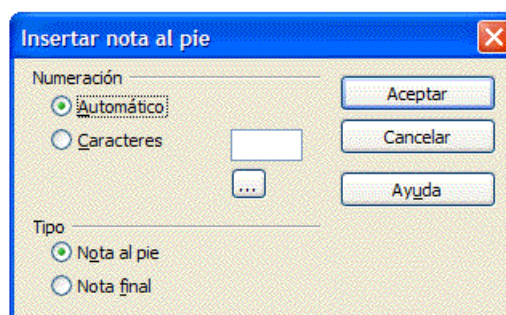 Insertar nota al pie
Numeración
Automático
Caracteres
...
Aceptar
Cancelar
Ayuda
Tipo
Nota al pie
Nota final